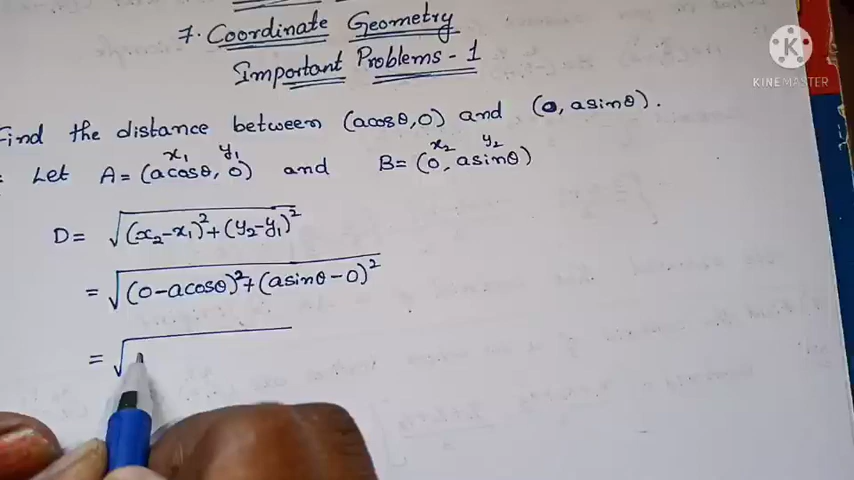 7. Coordinate Geometry
Important Problems - 1
KINEMASTER
Find the distance between (acosθ, 0) and (0, asinθ).
x₁ y₁ x₂ y₂
= Let A = (acosθ, 0) and B = (0, asinθ)
D = √(x₂-x₁)²+(y₂-y₁)²
= √(0-acosθ)²+(asinθ-0)²
= √